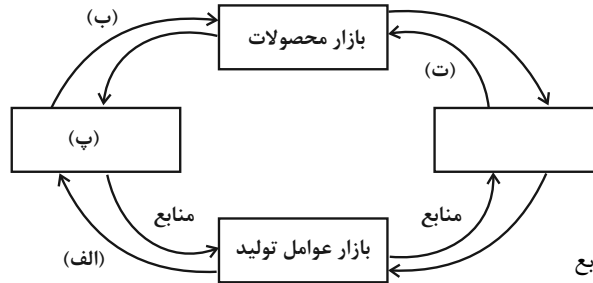 (ب)
بازار محصولات
(ت)
(پ)
منابع
منابع
بازار عوامل تولید
(الف)
بع